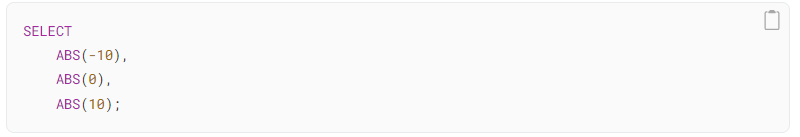 SELECT
    ABS(-10),
    ABS(0),
    ABS(10);